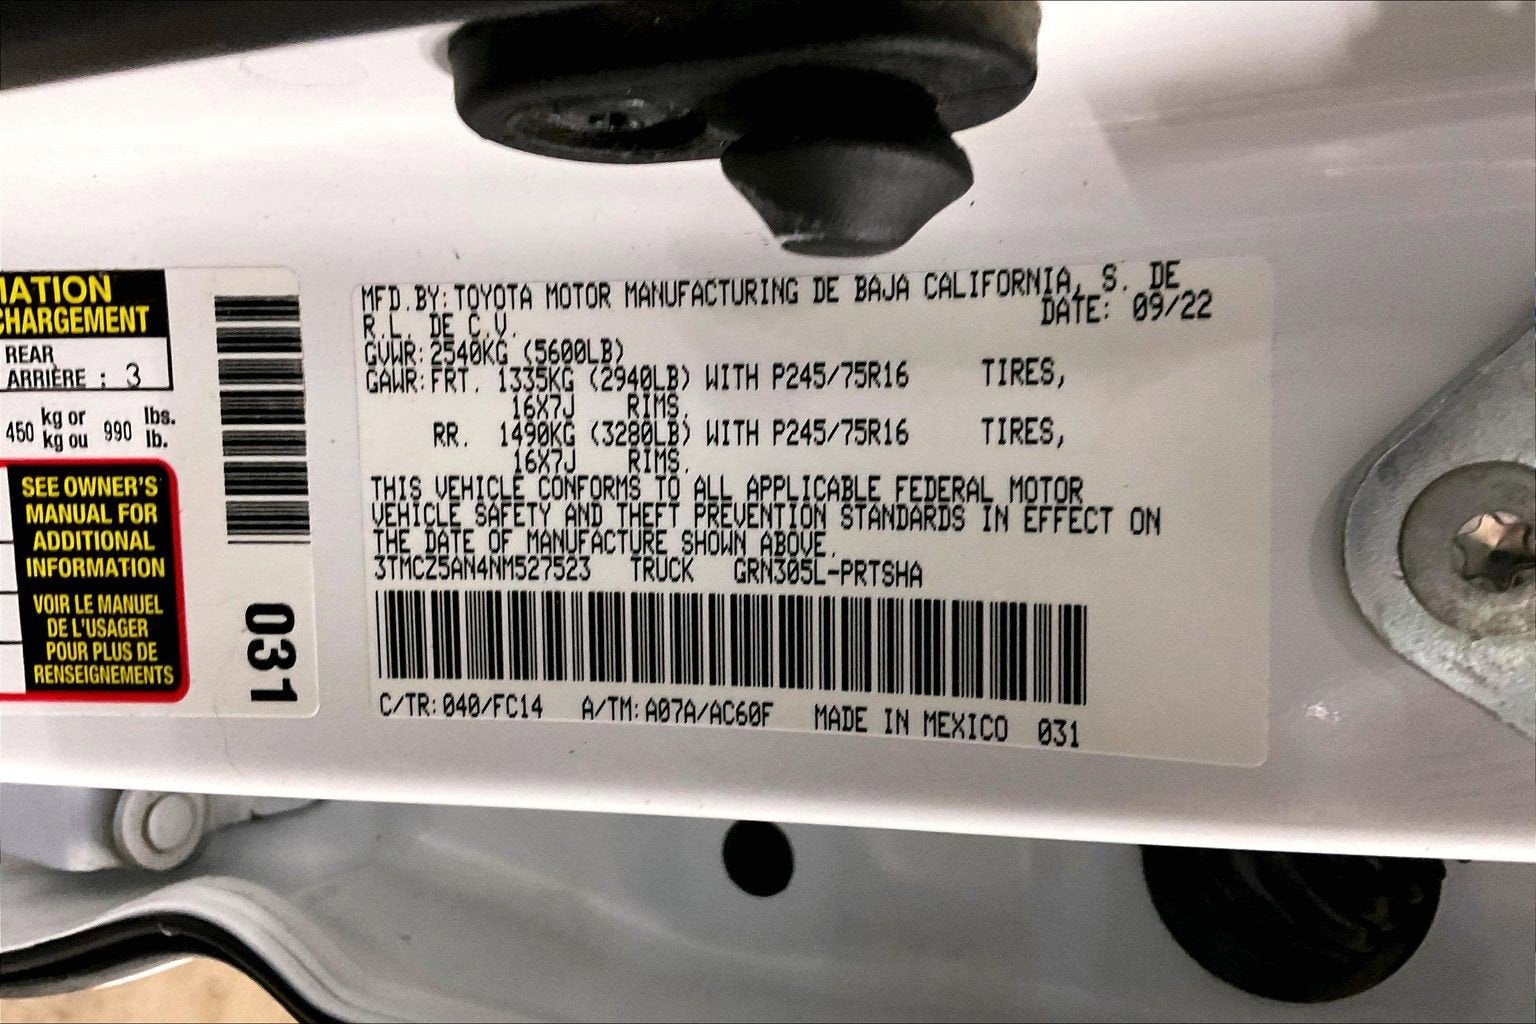 MATION
CHARGEMENT
REAR
ARRIÈRE : 3
450 kg or 990 lbs.
kg ou lb.
SEE OWNER'S
MANUAL FOR
ADDITIONAL
INFORMATION
VOIR LE MANUEL
DE L'USAGER
POUR PLUS DE
RENSEIGNEMENTS
031
MFD.BY:TOYOTA MOTOR MANUFACTURING DE BAJA CALIFORNIA, S. DE
R.L. DE C.V. DATE: 09/22
GVWR:2540KG (5600LB)
GAWR:FRT. 1335KG (2940LB) WITH P245/75R16 TIRES,
16X7J RIMS.
RR. 1490KG (3280LB) WITH P245/75R16 TIRES,
16X7J RIMS.
THIS VEHICLE CONFORMS TO ALL APPLICABLE FEDERAL MOTOR
VEHICLE SAFETY AND THEFT PREVENTION STANDARDS IN EFFECT ON
THE DATE OF MANUFACTURE SHOWN ABOVE.
3TMCZ5AN4NM527523 TRUCK GRN305L-PRTSHA
C/TR:040/FC14 A/TM:A07A/AC60F MADE IN MEXICO 031